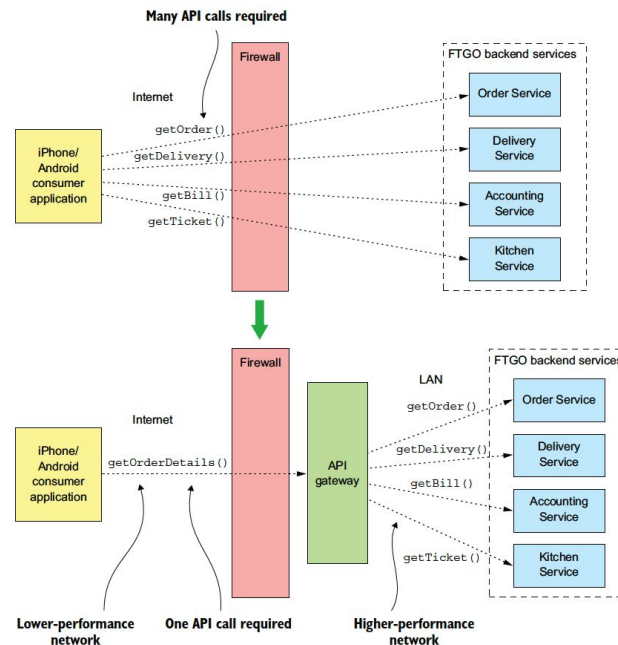 Many API calls required
Firewall
FTGO backend services
Internet
Order Service
getOrder()
iPhone/
Android
consumer
application
getDelivery()
Delivery
Service
getBill()
Accounting
Service
getTicket()
Kitchen
Service
Firewall
FTGO backend services
LAN
Internet
getOrder()
Order Service
iPhone/
Android
consumer
application
getOrderDetails()
API
gateway
getDelivery()
Delivery
Service
getBill()
Accounting
Service
getTicket()
Kitchen
Service
Lower-performance
network
One API call required
Higher-performance
network